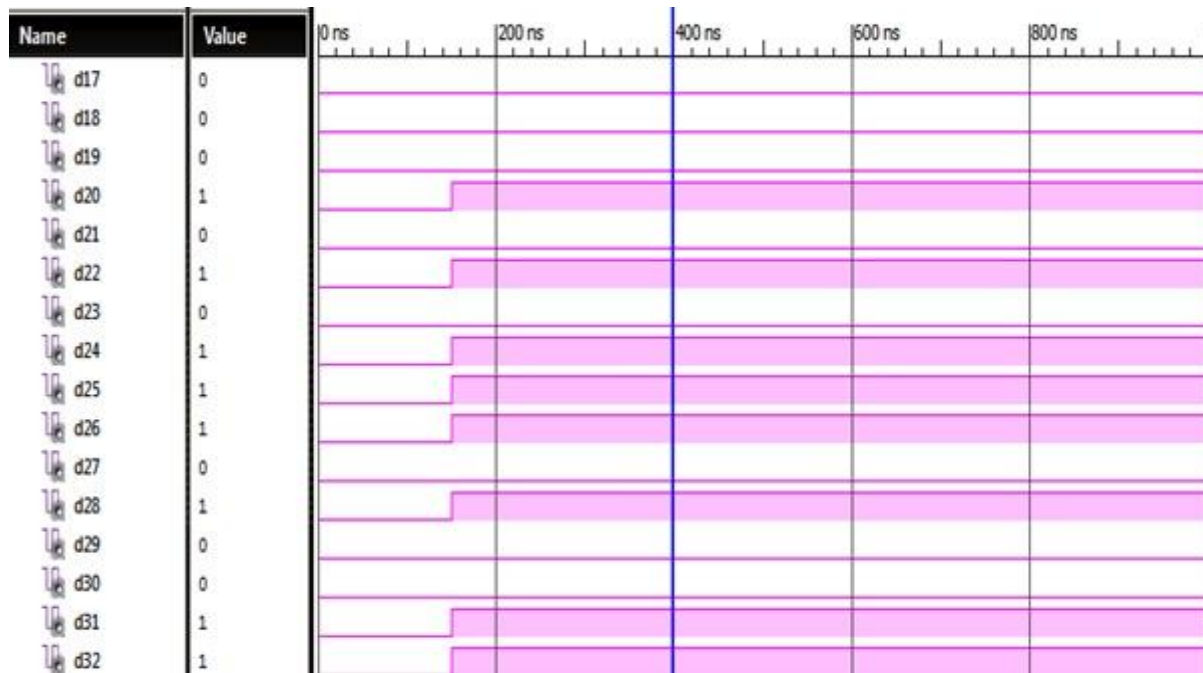 Name Value 0 ns 200 ns 400 ns 600 ns 800 ns
d17 0
d18 0
d19 0
d20 1
d21 0
d22 1
d23 0
d24 1
d25 1
d26 1
d27 0
d28 1
d29 0
d30 0
d31 1
d32 1